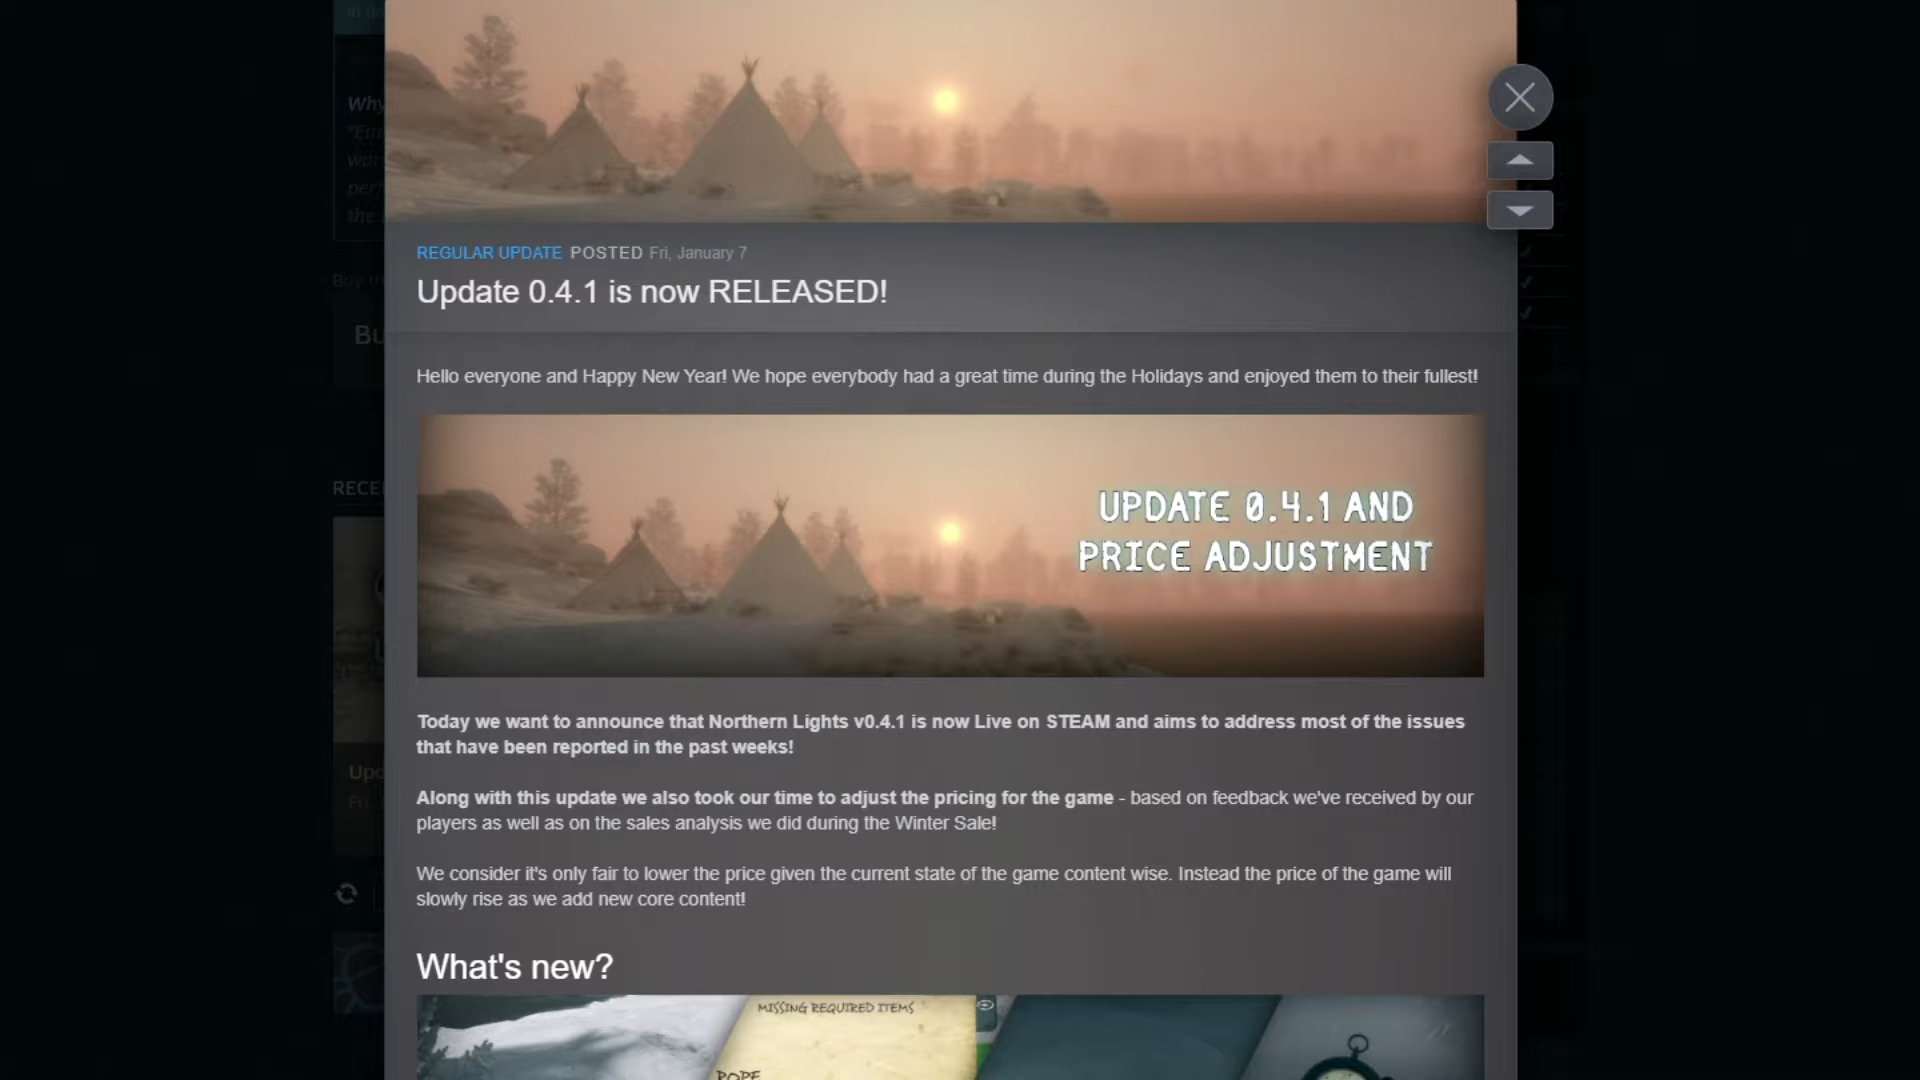 REGULAR UPDATE POSTED Fri, January 7
Update 0.4.1 is now RELEASED!
Hello everyone and Happy New Year! We hope everybody had a great time during the Holidays and enjoyed them to their fullest!
UPDATE 0.4.1 AND
PRICE ADJUSTMENT
Today we want to announce that Northern Lights v0.4.1 is now Live on STEAM and aims to address most of the issues
that have been reported in the past weeks!
Along with this update we also took our time to adjust the pricing for the game - based on feedback we've received by our
players as well as on the sales analysis we did during the Winter Sale!
We consider it's only fair to lower the price given the current state of the game content wise. Instead the price of the game will
slowly rise as we add new core content!
What's new?
MISSING REQUIRED ITEMS
ROPE
Why
the
RECE